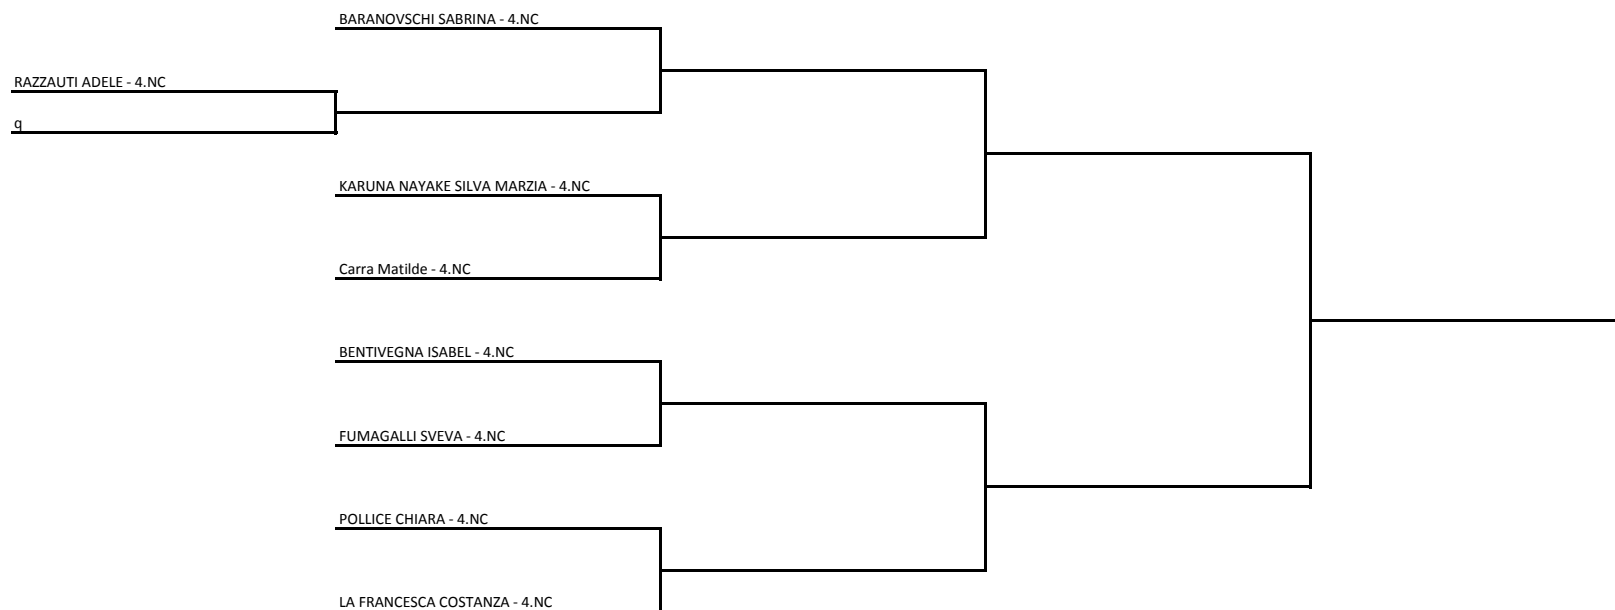 BARANOVSCHI SABRINA - 4.NC
RAZZAUTI ADELE - 4.NC
q
KARUNA NAYAKE SILVA MARZIA - 4.NC
Carra Matilde - 4.NC
BENTIVEGNA ISABEL - 4.NC
FUMAGALLI SVEVA - 4.NC
POLLICE CHIARA - 4.NC
LA FRANCESCA COSTANZA - 4.NC